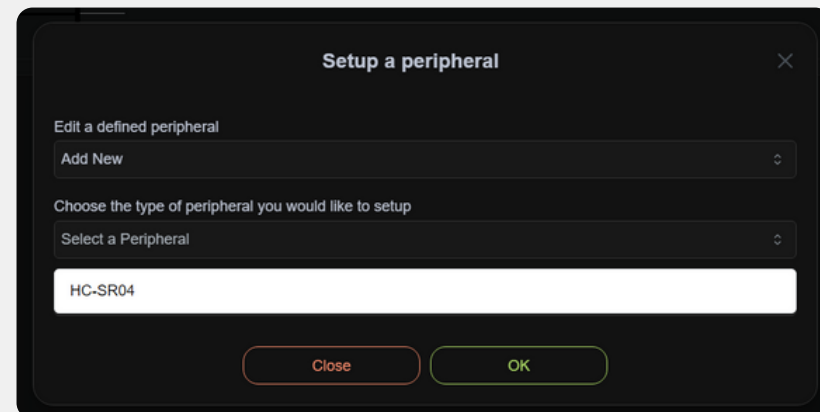 Setup a peripheral
Edit a defined peripheral
Add New
Choose the type of peripheral you would like to setup
Select a Peripheral
HC-SR04
Close OK